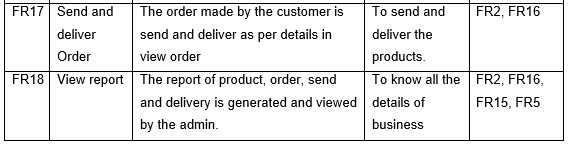 FR17 Send and The order made by the customer is To send and FR2, FR16
deliver send and deliver as per details in deliver the
Order view order products.
FR18 View report The report of product, order, send To know all the FR2, FR16,
and delivery is generated and viewed details of FR15, FR5
by the admin. business